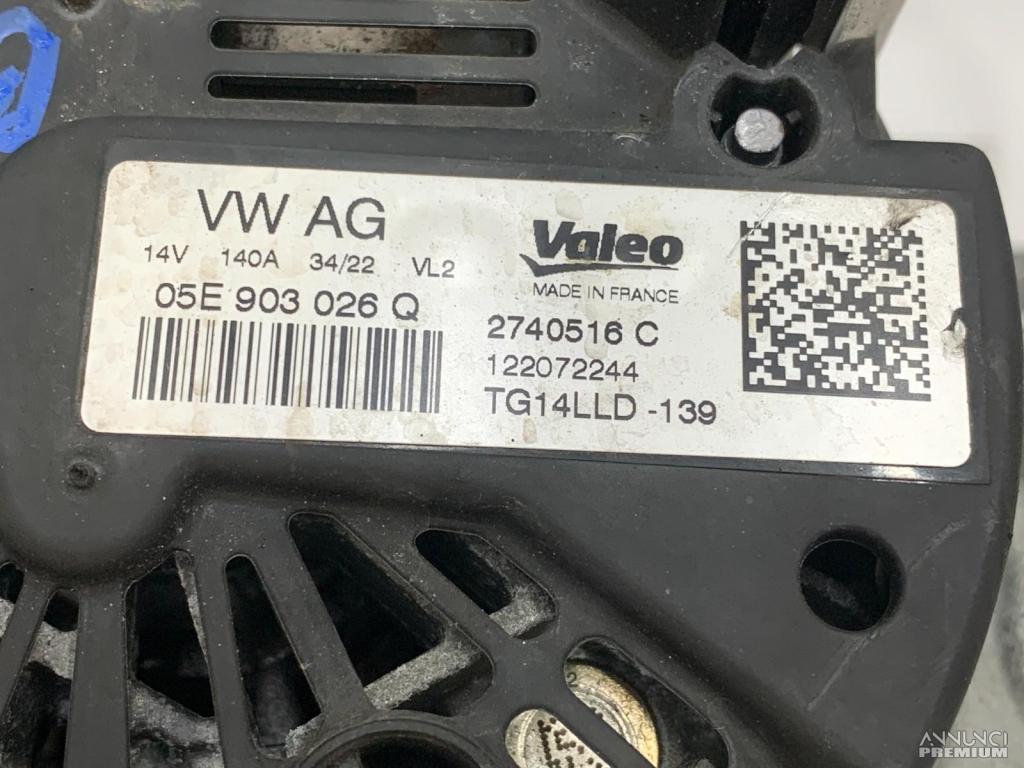 VW AG
14V 140A 34/22 VL2
05E 903 026 Q
Valeo
MADE IN FRANCE
2740516 C
122072244
TG14LLD -139
2
ANNUNCI
PREMIUM